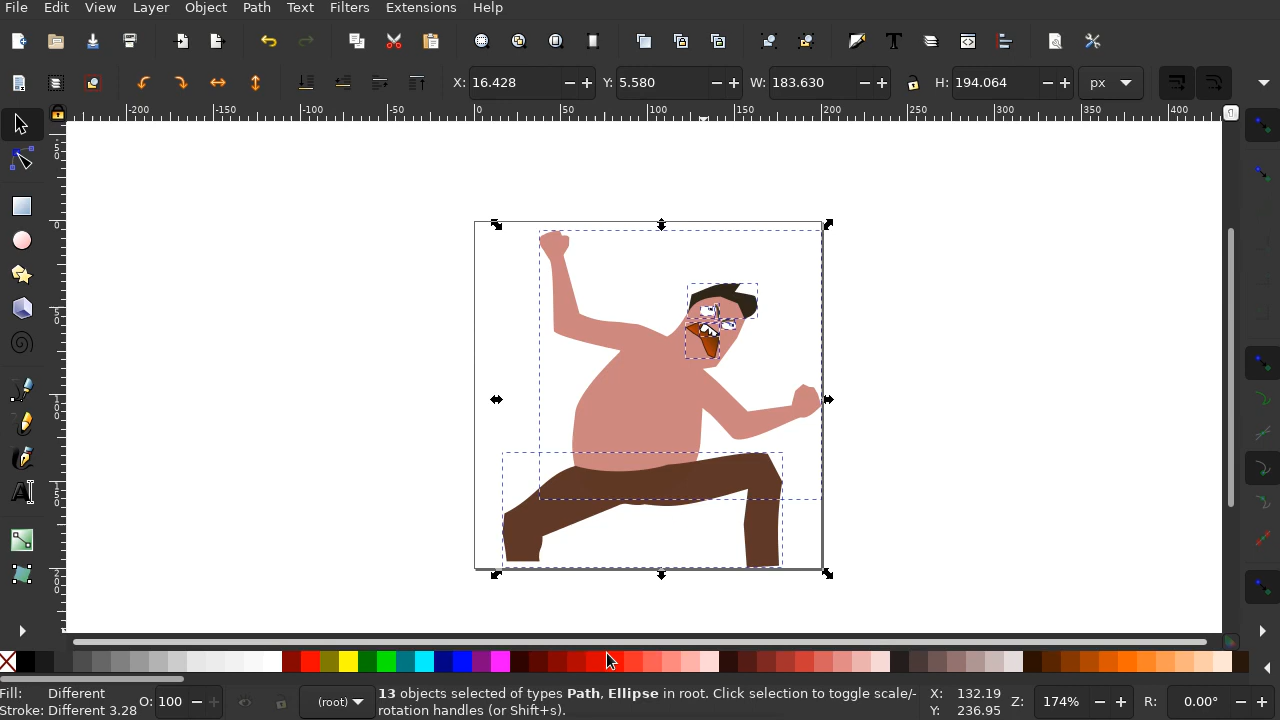 File Edit View Layer Object Path Text Filters Extensions Help
X: 16.428 Y: 5.580 W: 183.630 H: 194.064 px
-200 -150 -100 -50 0 50 100 150 200 250 300 350 400
Fill: Different O: 100 (root) 13 objects selected of types Path, Ellipse in root. Click selection to toggle scale/- X: 132.19 Z: 174% R: 0.00°
Stroke: Different 3.28 rotation handles (or Shift+s). Y: 236.95